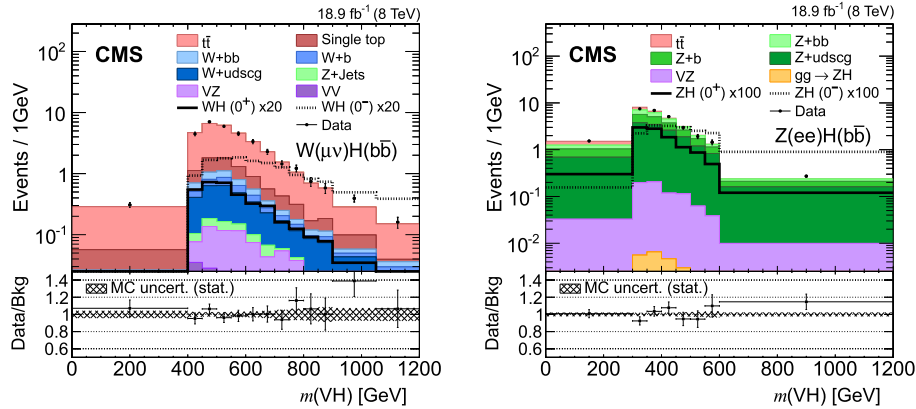 18.9 fb⁻¹ (8 TeV)
CMS
tt̄
Single top
W+bb
W+b
W+udscg
Z+Jets
VZ
VV
WH (0⁺) x20
WH (0⁻) x20
Data
W(μν)H(bb̄)
Events / 1GeV
10²
10
1
10⁻¹
MC uncert. (stat.)
Data/Bkg
1.4
1.2
1
0.8
0.6
0 200 400 600 800 1000 1200
m(VH) [GeV]
18.9 fb⁻¹ (8 TeV)
CMS
tt̄
Z+bb
Z+b
Z+udscg
VZ
gg → ZH
ZH (0⁺) x100
ZH (0⁻) x100
Data
Z(ee)H(bb̄)
Events / 1GeV
10²
10
1
10⁻¹
10⁻²
MC uncert. (stat.)
Data/Bkg
1.4
1.2
1
0.8
0.6
0 200 400 600 800 1000 1200
m(VH) [GeV]